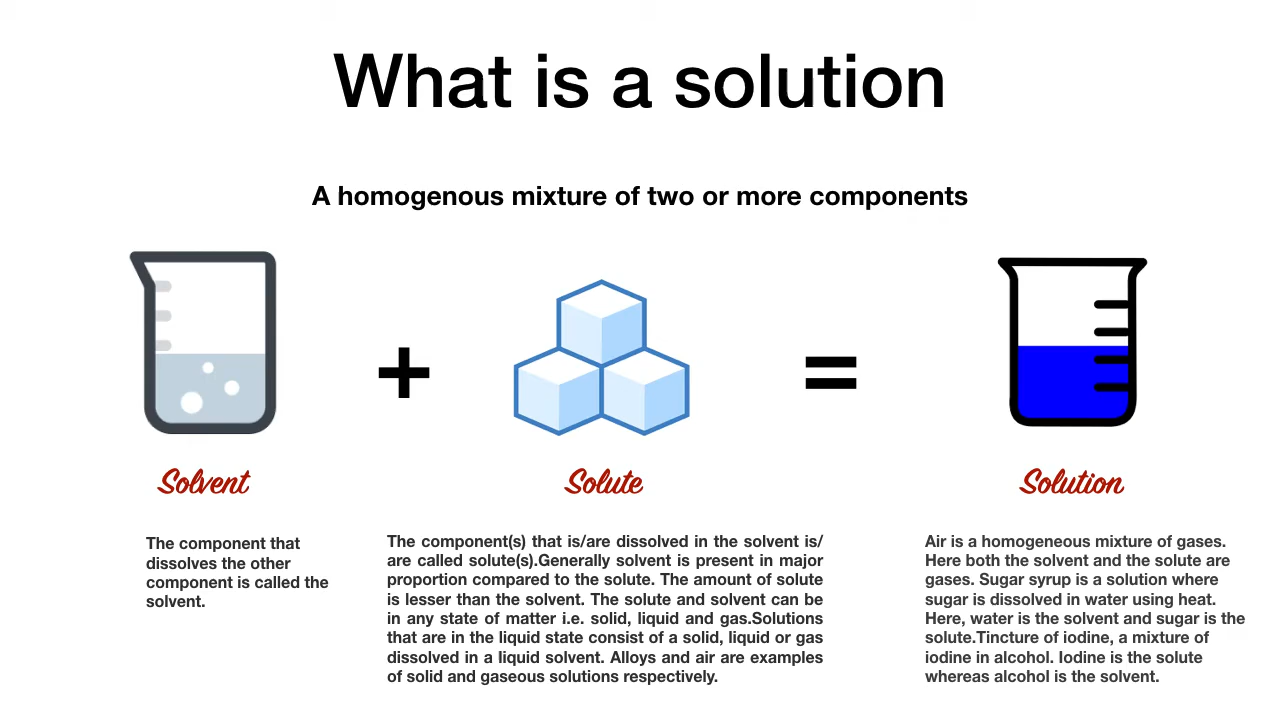 What is a solution
A homogenous mixture of two or more components
+
=
Solvent
Solute
Solution
The component that
dissolves the other
component is called the
solvent.
The component(s) that is/are dissolved in the solvent is/
are called solute(s).Generally solvent is present in major
proportion compared to the solute. The amount of solute
is lesser than the solvent. The solute and solvent can be
in any state of matter i.e. solid, liquid and gas.Solutions
that are in the liquid state consist of a solid, liquid or gas
dissolved in a liquid solvent. Alloys and air are examples
of solid and gaseous solutions respectively.
Air is a homogeneous mixture of gases.
Here both the solvent and the solute are
gases. Sugar syrup is a solution where
sugar is dissolved in water using heat.
Here, water is the solvent and sugar is the
solute.Tincture of iodine, a mixture of
iodine in alcohol. Iodine is the solute
whereas alcohol is the solvent.